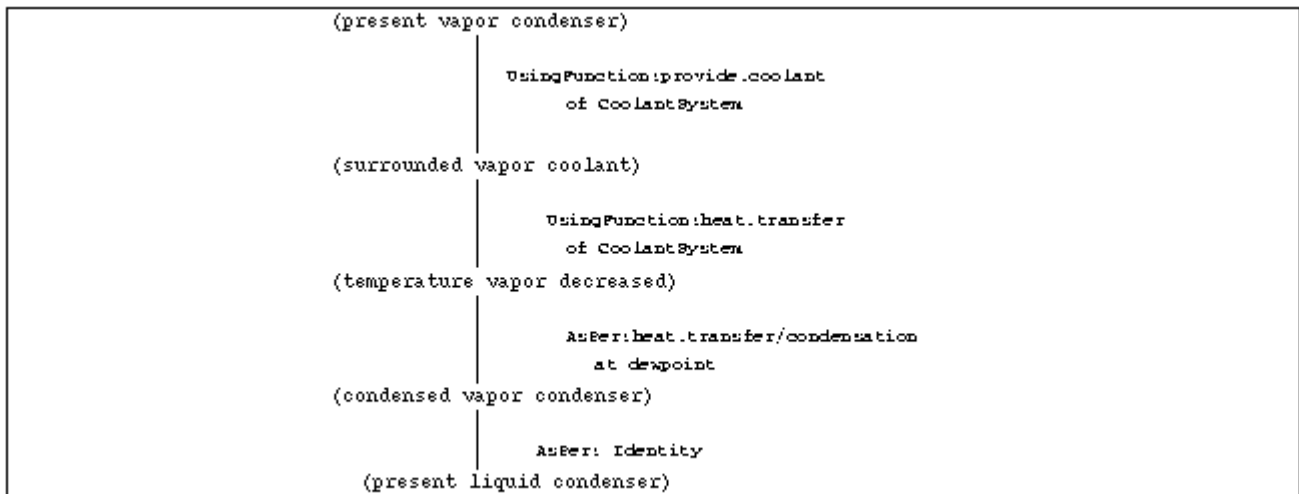 (present vapor condenser)
UsingFunction:provide.coolant
of CoolantSystem
(surrounded vapor coolant)
UsingFunction:heat.transfer
of CoolantSystem
(temperature vapor decreased)
AsPer:heat.transfer/condensation
at dewpoint
(condensed vapor condenser)
AsPer: Identity
(present liquid condenser)